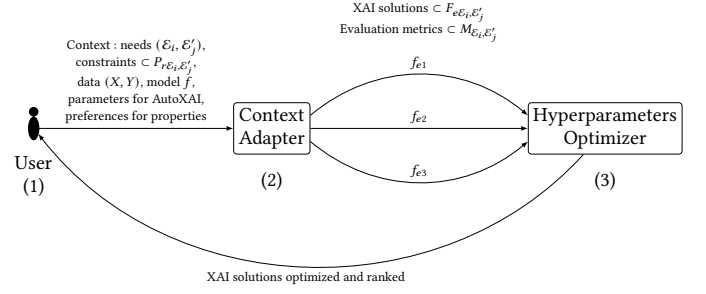 XAI solutions ⊂ F_{eℰ_i,ℰ′_j}
Evaluation metrics ⊂ M_{ℰ_i,ℰ′_j}
Context : needs (ℰ_i, ℰ′_j),
constraints ⊂ P_{rℰ_i,ℰ′_j},
data (X, Y), model f,
parameters for AutoXAI,
preferences for properties
f_{e1}
f_{e2}
f_{e3}
Context
Adapter
(2)
Hyperparameters
Optimizer
(3)
User
(1)
XAI solutions optimized and ranked